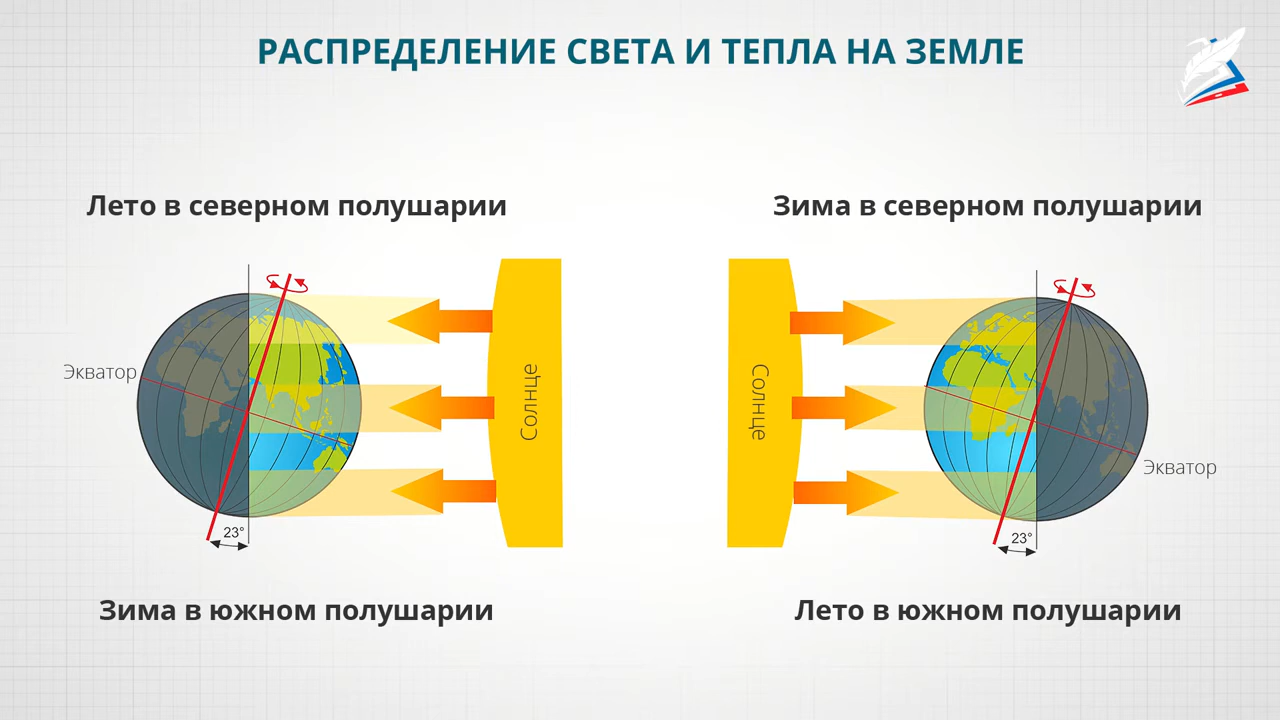 РАСПРЕДЕЛЕНИЕ СВЕТА И ТЕПЛА НА ЗЕМЛЕ
Лето в северном полушарии
Зима в северном полушарии
Экватор
Солнце
Солнце
Экватор
23°
23°
Зима в южном полушарии
Лето в южном полушарии